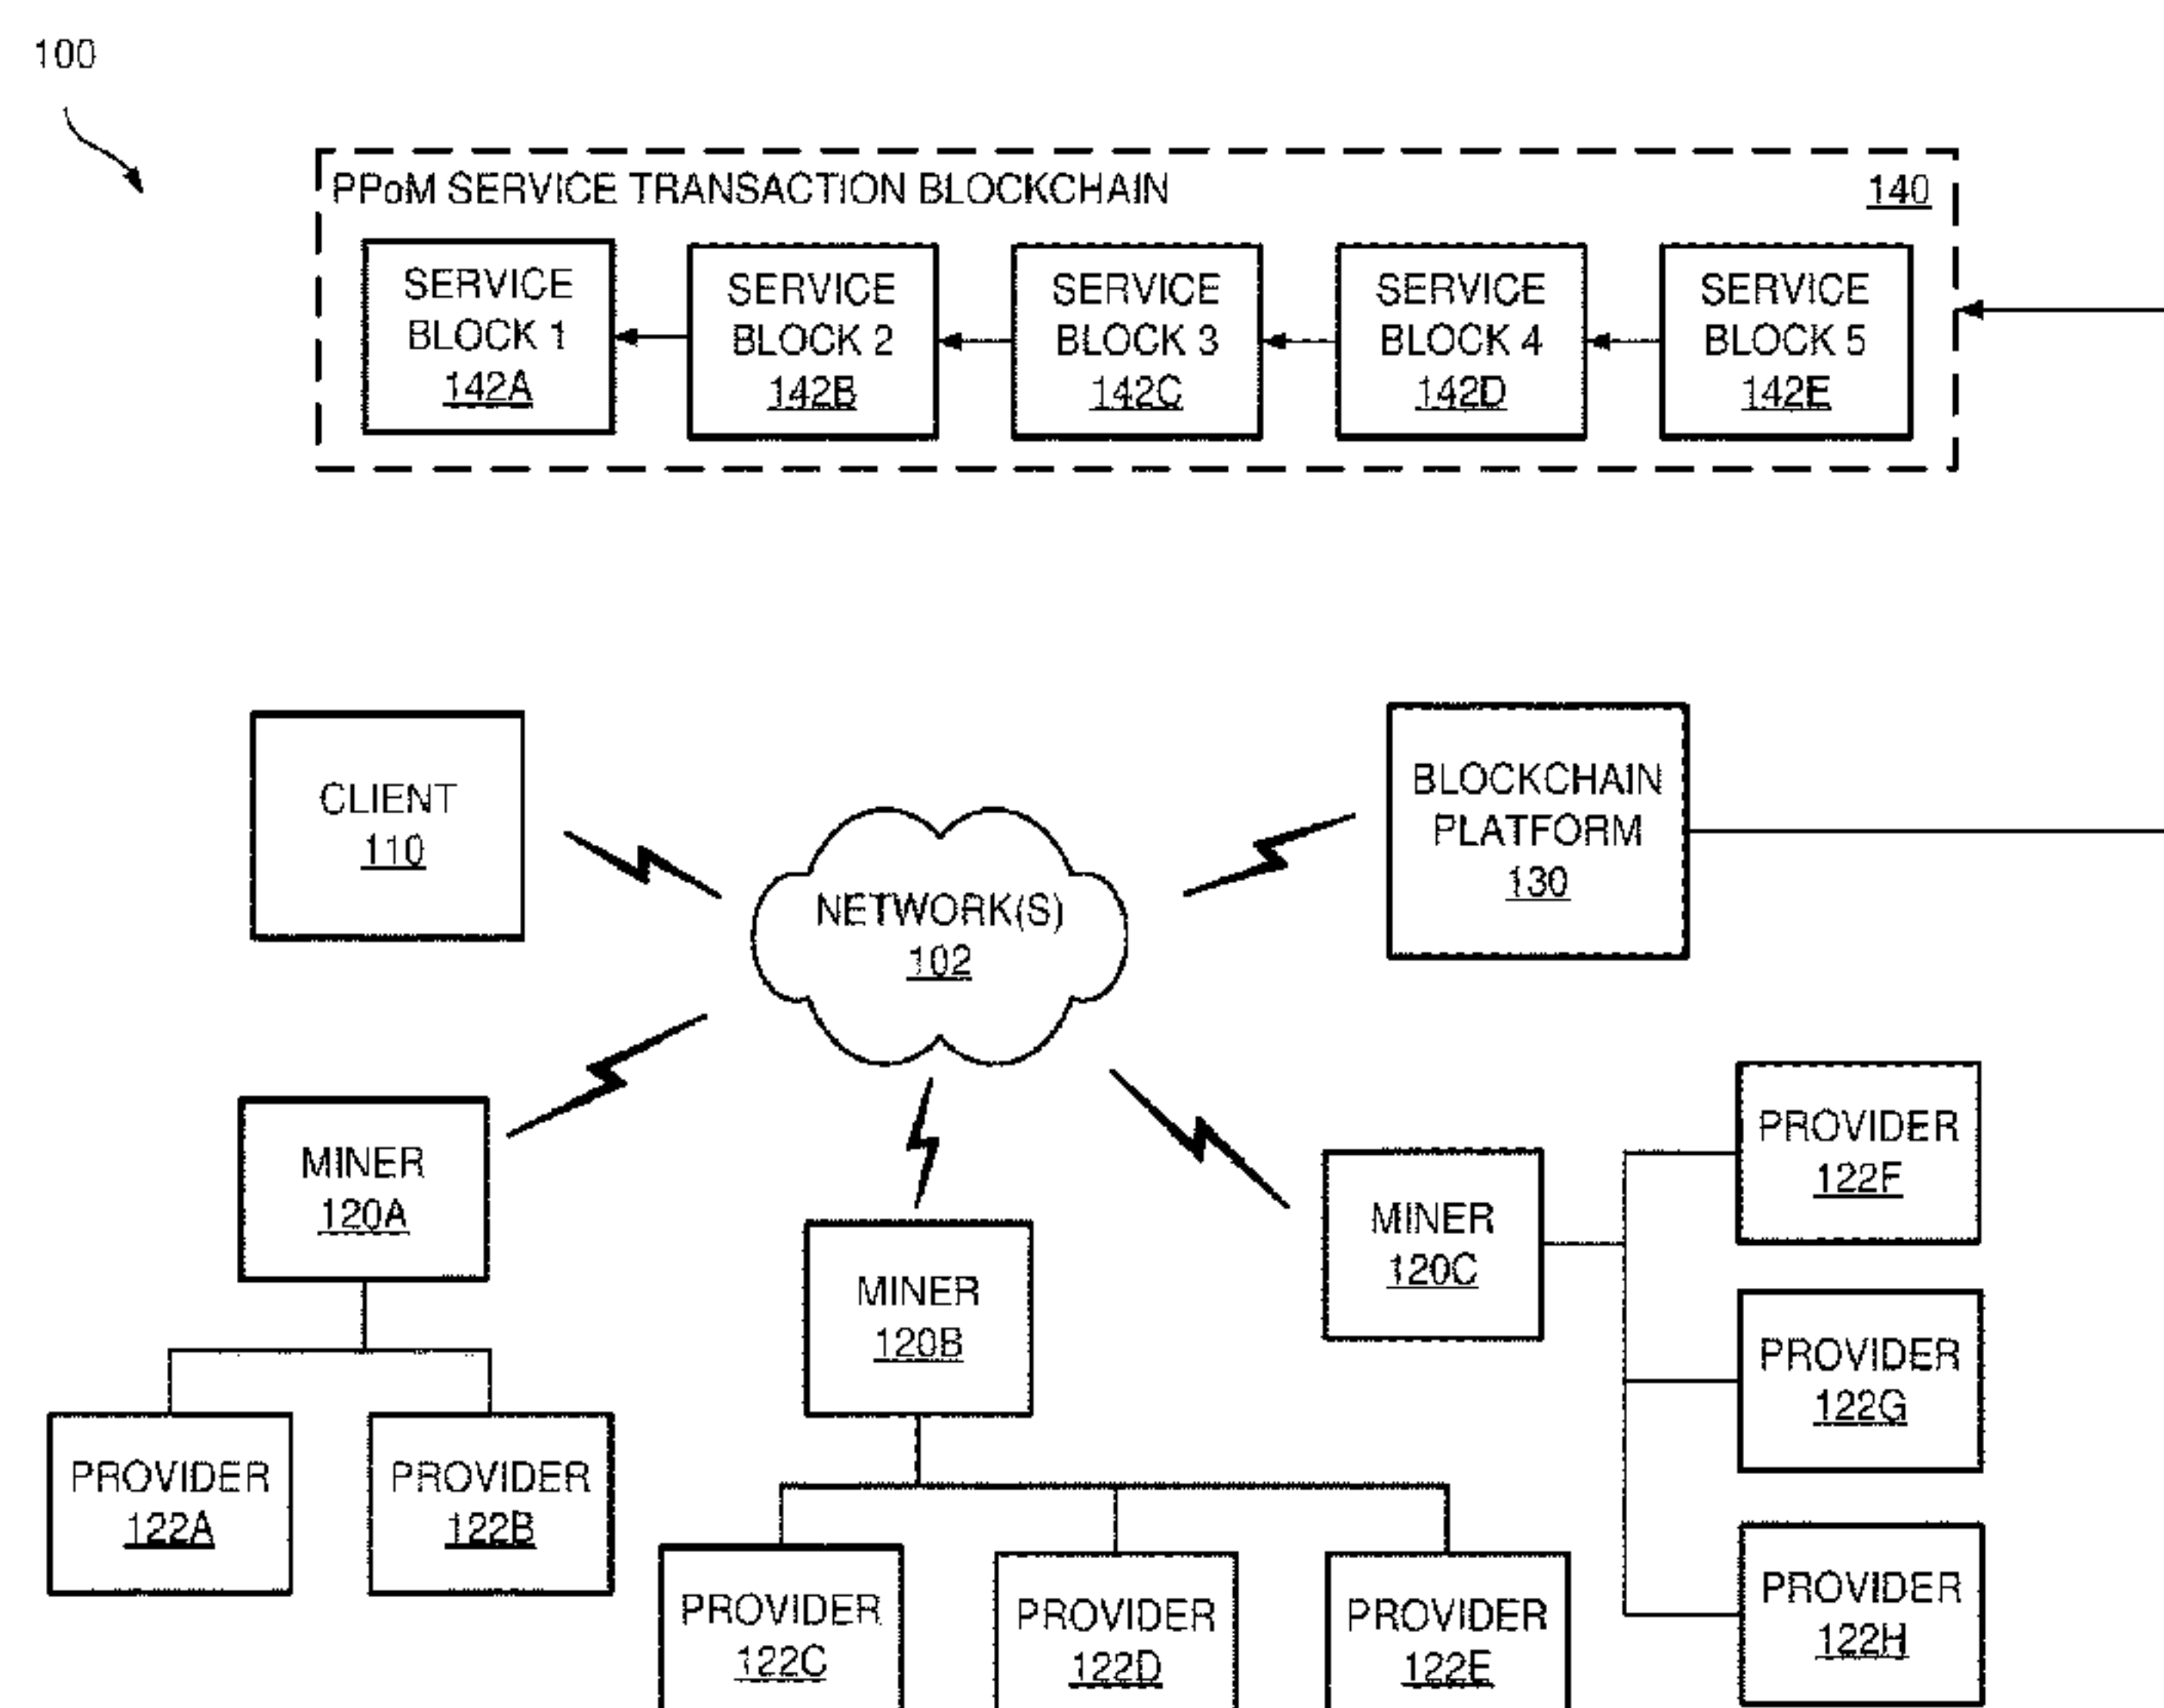 100
PPoM SERVICE TRANSACTION BLOCKCHAIN
140
SERVICE
BLOCK 1
142A
SERVICE
BLOCK 2
142B
SERVICE
BLOCK 3
142C
SERVICE
BLOCK 4
142D
SERVICE
BLOCK 5
142E
CLIENT
110
NETWORK(S)
102
BLOCKCHAIN
PLATFORM
130
MINER
120A
MINER
120B
MINER
120C
PROVIDER
122A
PROVIDER
122B
PROVIDER
122C
PROVIDER
122D
PROVIDER
122E
PROVIDER
122F
PROVIDER
122G
PROVIDER
122H